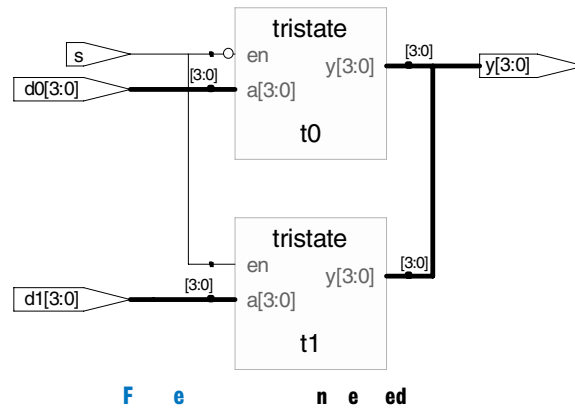 tristate
s
en
[3:0]
y[3:0]
[3:0]
y[3:0]
d0[3:0]
a[3:0]
t0
tristate
en
[3:0]
y[3:0]
[3:0]
d1[3:0]
a[3:0]
t1
F e n e ed